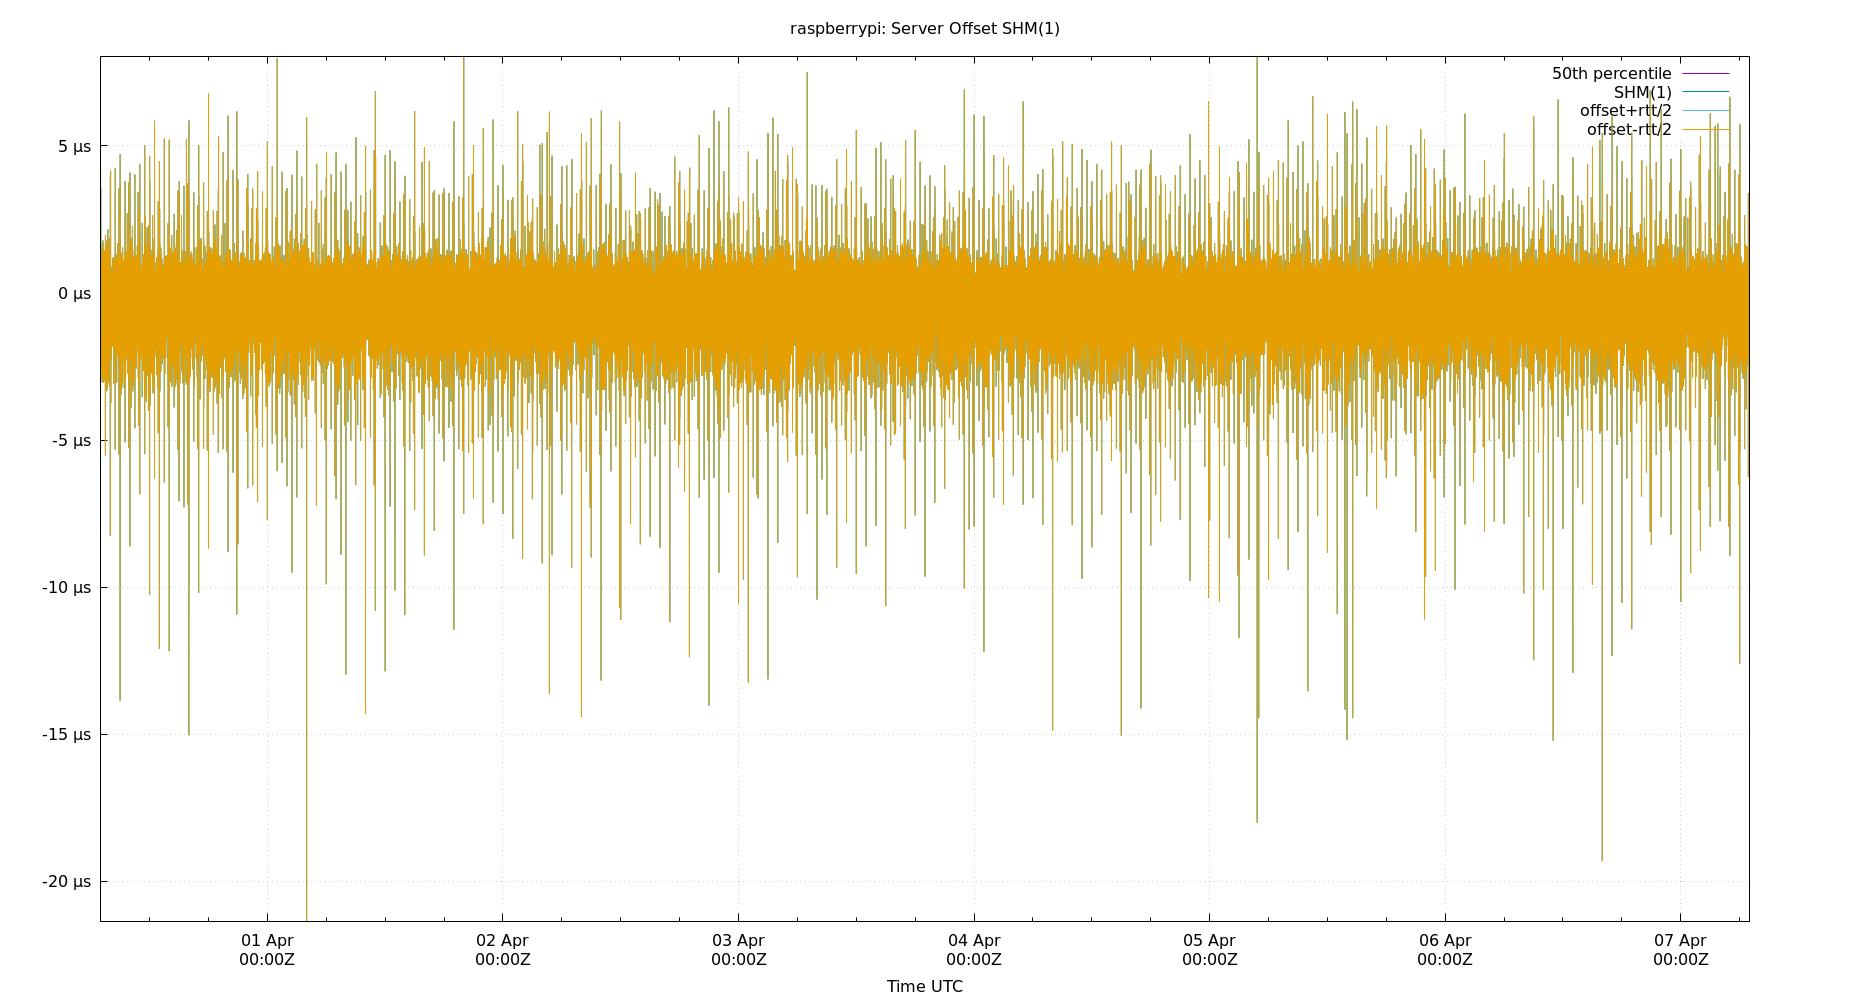 raspberrypi: Server Offset SHM(1)
50th percentile
SHM(1)
offset+rtt/2
offset-rtt/2
5 µs
0 µs
-5 µs
-10 µs
-15 µs
-20 µs
01 Apr 02 Apr 03 Apr 04 Apr 05 Apr 06 Apr 07 Apr
00:00Z 00:00Z 00:00Z 00:00Z 00:00Z 00:00Z 00:00Z
Time UTC